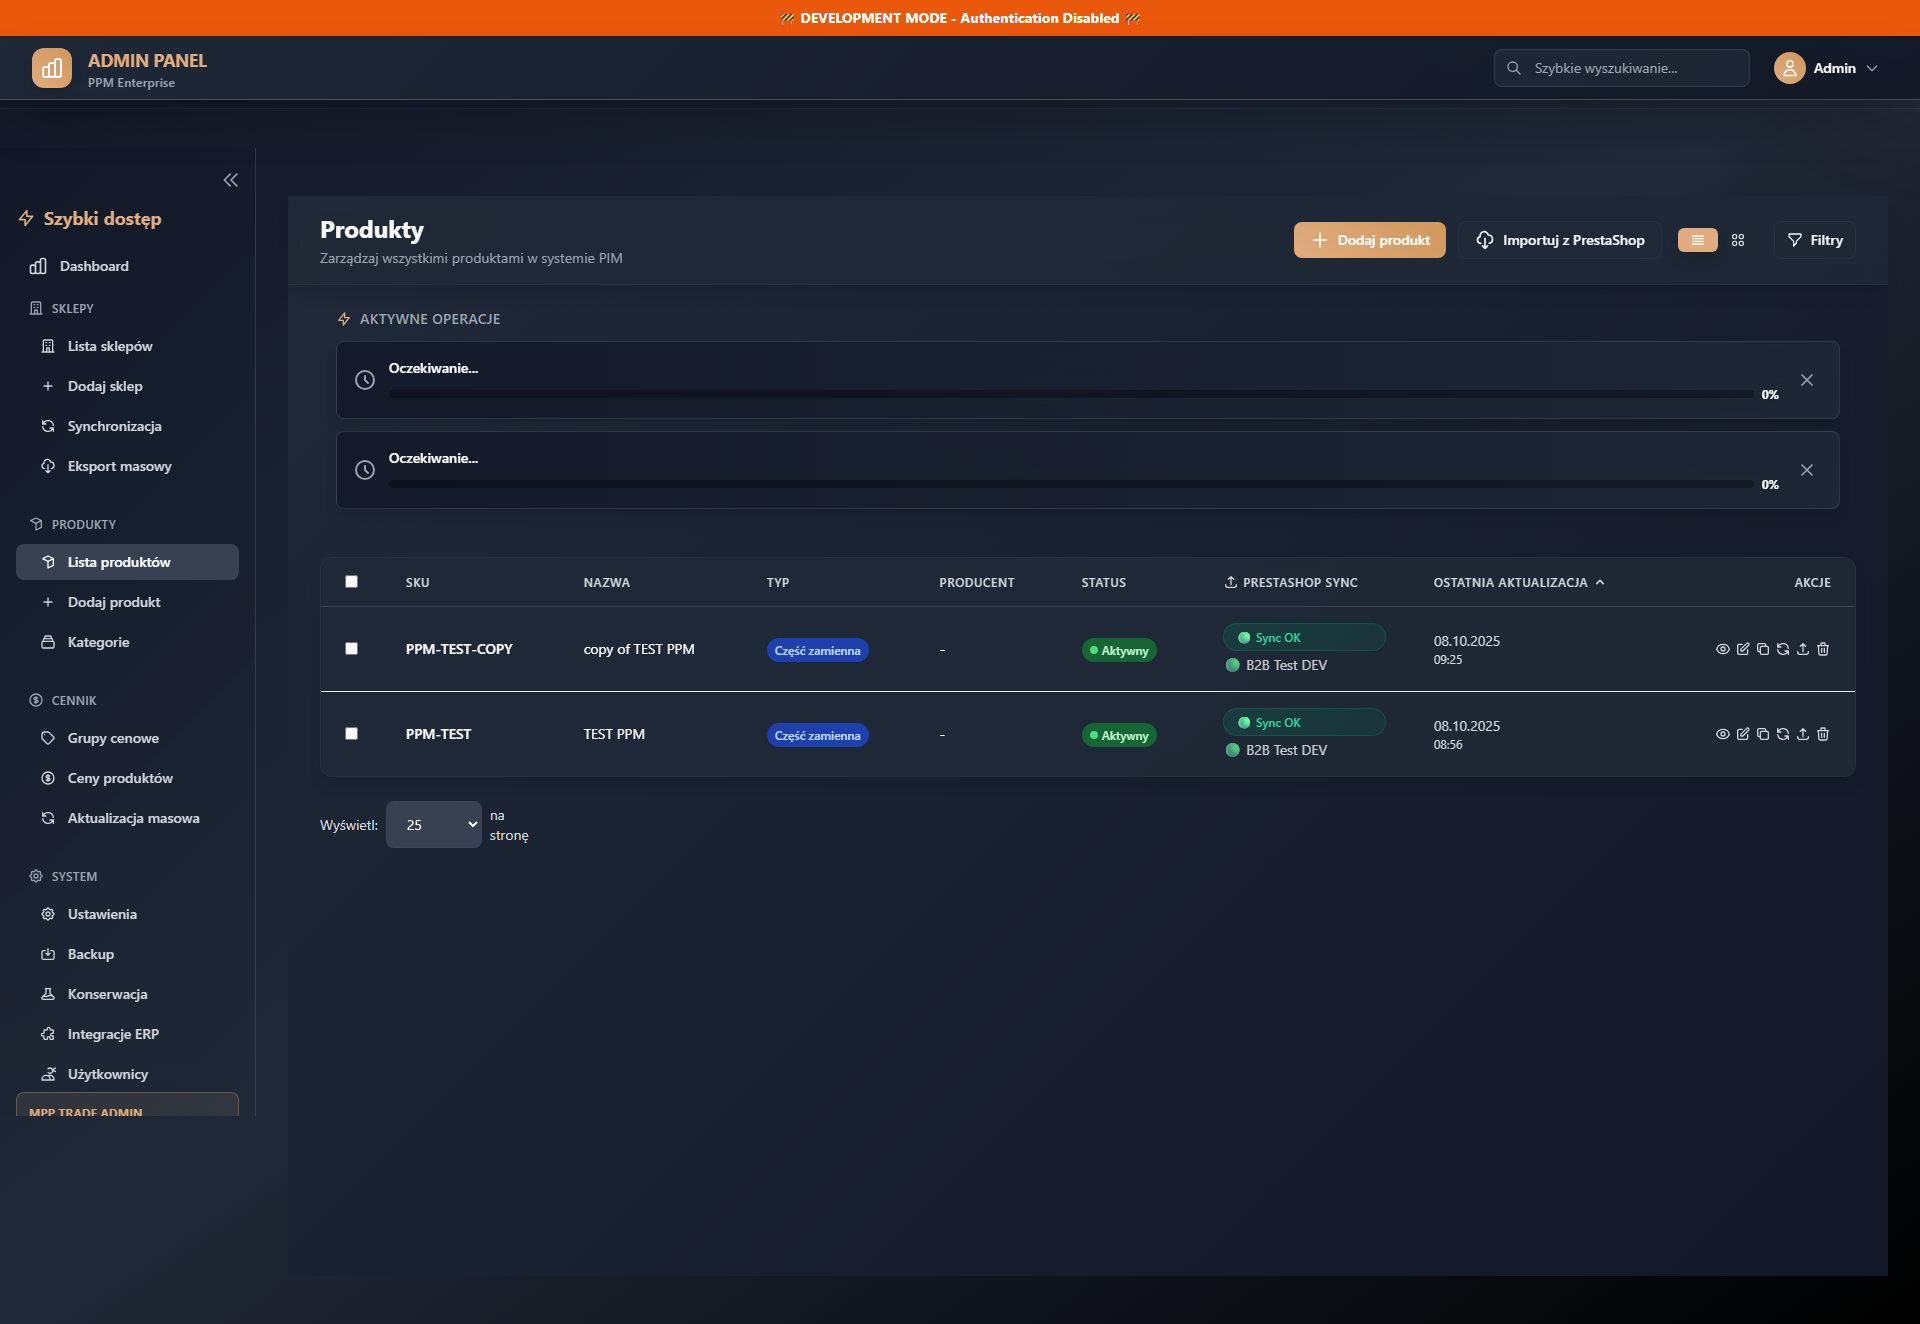 DEVELOPMENT MODE - Authentication Disabled
ADMIN PANEL
PPM Enterprise
Szybkie wyszukiwanie...
Admin
Szybki dostęp
Dashboard
SKLEPY
Lista sklepów
Dodaj sklep
Synchronizacja
Eksport masowy
PRODUKTY
Lista produktów
Dodaj produkt
Kategorie
CENNIK
Grupy cenowe
Ceny produktów
Aktualizacja masowa
SYSTEM
Ustawienia
Backup
Konserwacja
Integracje ERP
Użytkownicy
MPP TRADE ADMIN
Produkty
Zarządzaj wszystkimi produktami w systemie PIM
Dodaj produkt
Importuj z PrestaShop
Filtry
AKTYWNE OPERACJE
Oczekiwanie...
0%
Oczekiwanie...
0%
SKU NAZWA TYP PRODUCENT STATUS PRESTASHOP SYNC OSTATNIA AKTUALIZACJA AKCJE
PPM-TEST-COPY copy of TEST PPM Część zamienna - Aktywny Sync OK 08.10.2025
B2B Test DEV 09:25
PPM-TEST TEST PPM Część zamienna - Aktywny Sync OK 08.10.2025
B2B Test DEV 08:56
Wyświetl: 25 na
stronę